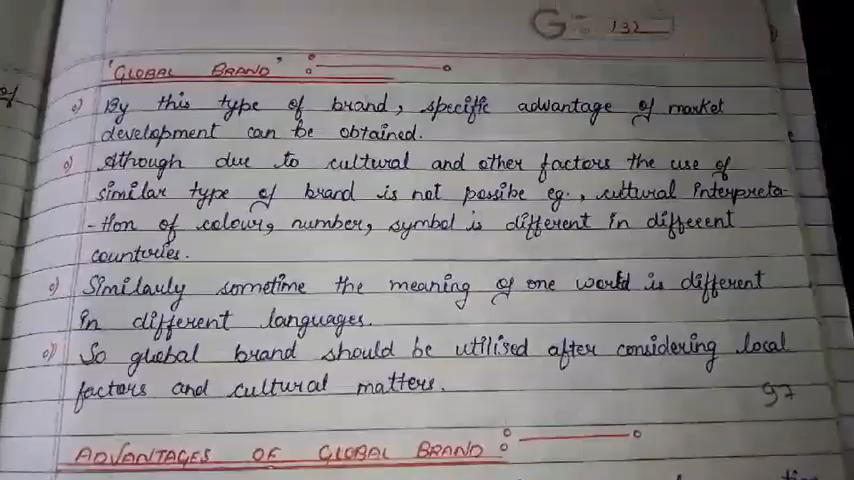 G - 132
"GLOBAL BRAND" :-
By this type of brand, specific advantage of market
development can be obtained.
Although due to cultural and other factors the use of
similar type of brand is not possibe eg., cultural interpreta-
-tion of colour, number, symbol is different in different
countries.
Similarly sometime the meaning of one world is different
in different languages.
So global brand should be utilised after considering local
factors and cultural matters.
97
ADVANTAGES OF GLOBAL BRAND :-